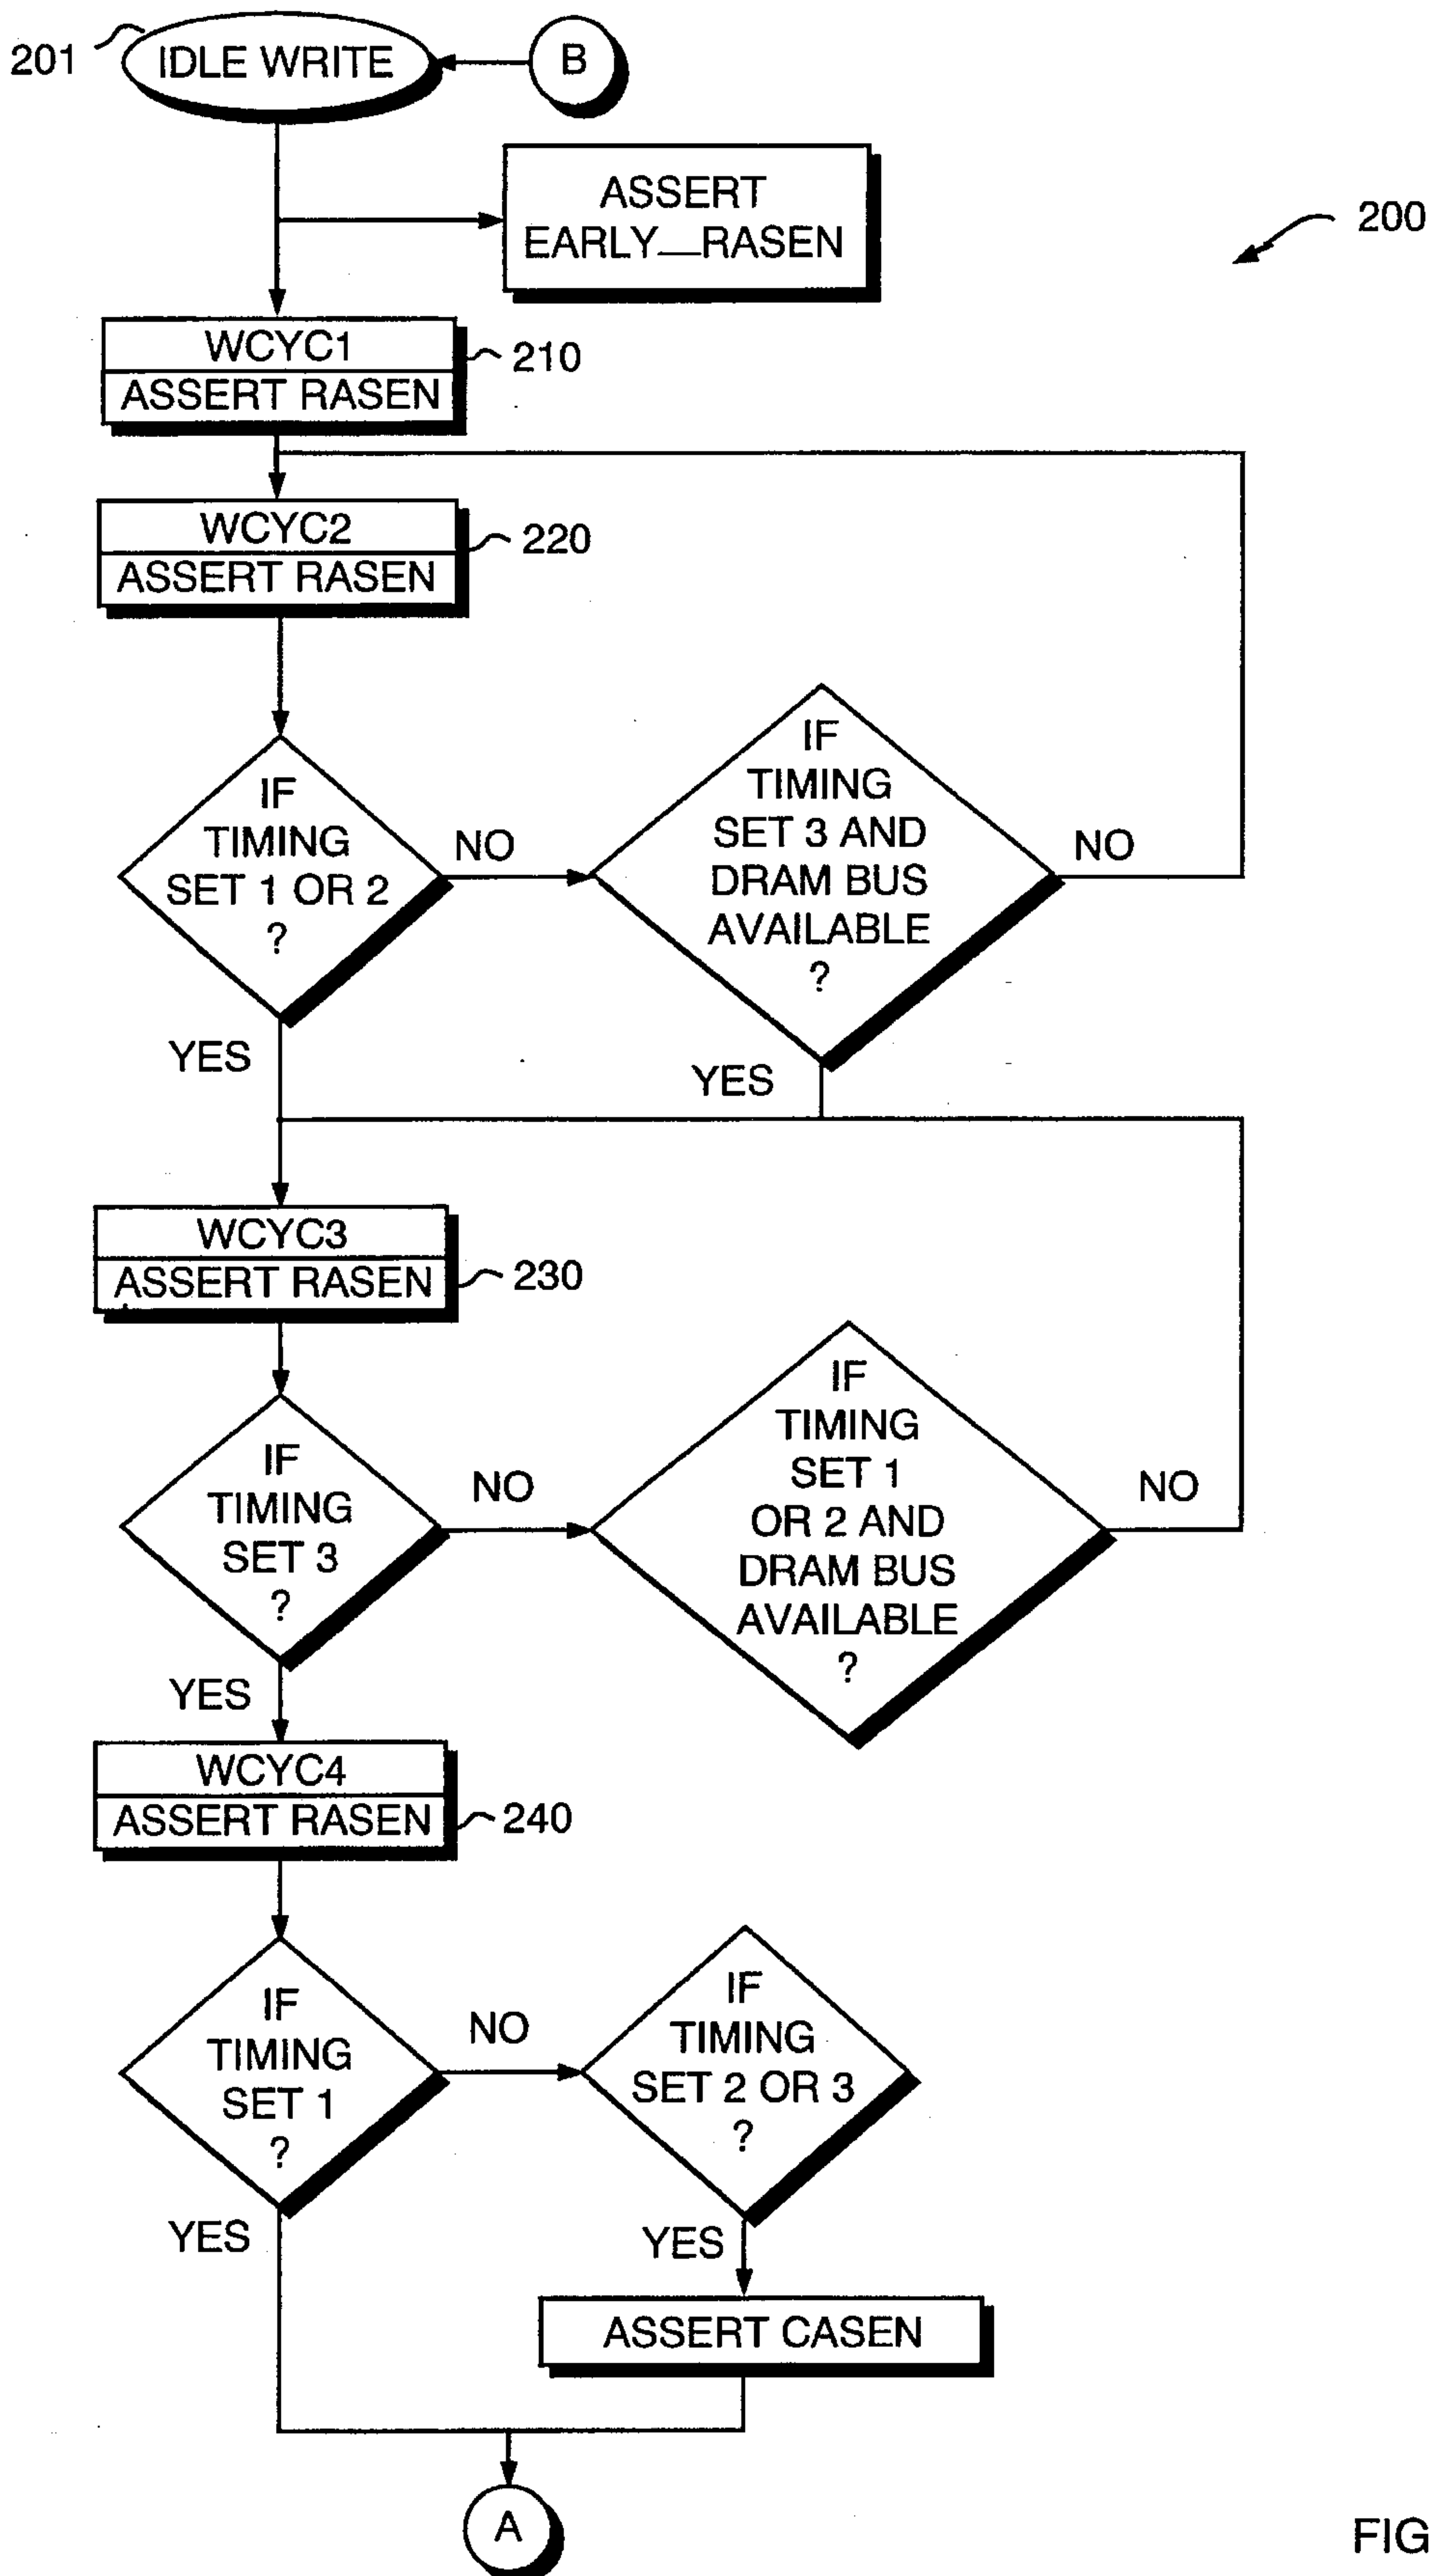 201
IDLE WRITE
B
ASSERT
EARLY__RASEN
200
WCYC1
ASSERT RASEN
210
WCYC2
ASSERT RASEN
220
IF
TIMING
SET 1 OR 2
?
NO
IF
TIMING
SET 3 AND
DRAM BUS
AVAILABLE
?
NO
YES
YES
WCYC3
ASSERT RASEN
230
IF
TIMING
SET 3
?
NO
IF
TIMING
SET 1
OR 2 AND
DRAM BUS
AVAILABLE
?
NO
YES
WCYC4
ASSERT RASEN
240
IF
TIMING
SET 1
?
NO
IF
TIMING
SET 2 OR 3
?
YES
YES
ASSERT CASEN
A
FIG